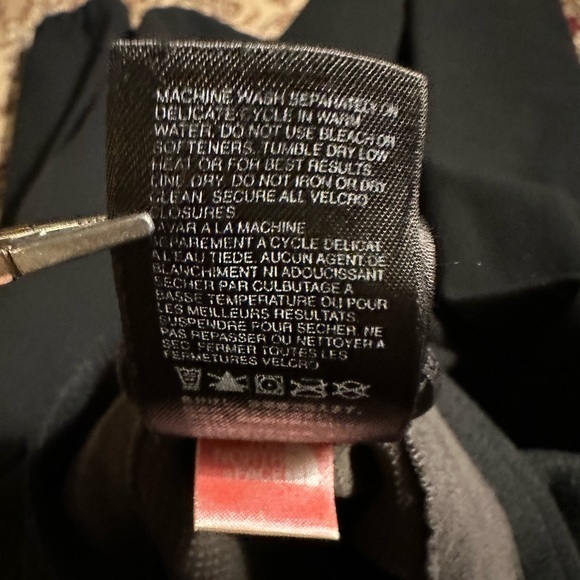 MACHINE WASH SEPARATELY ON
DELICATE CYCLE IN WARM
WATER, DO NOT USE BLEACH OR
SOFTENERS, TUMBLE DRY LOW
HEAT OR FOR BEST RESULTS
LINE DRY, DO NOT IRON OR DRY
CLEAN, SECURE ALL VELCRO
CLOSURES
LAVAR A LA MACHINE
SEPAREMENT A CYCLE DELICAT
A L'EAU TIEDE, AUCUN AGENT DE
BLANCHIMENT NI ADOUCISSANT
SECHER PAR CULBUTAGE A
BASSE TEMPERATURE OU POUR
LES MEILLEURS RESULTATS
SUSPENDRE POUR SECHER, NE
PAS REPASSER OU NETTOYER A
SEC, FERMER TOUTES LES
FERMETURES VELCRO